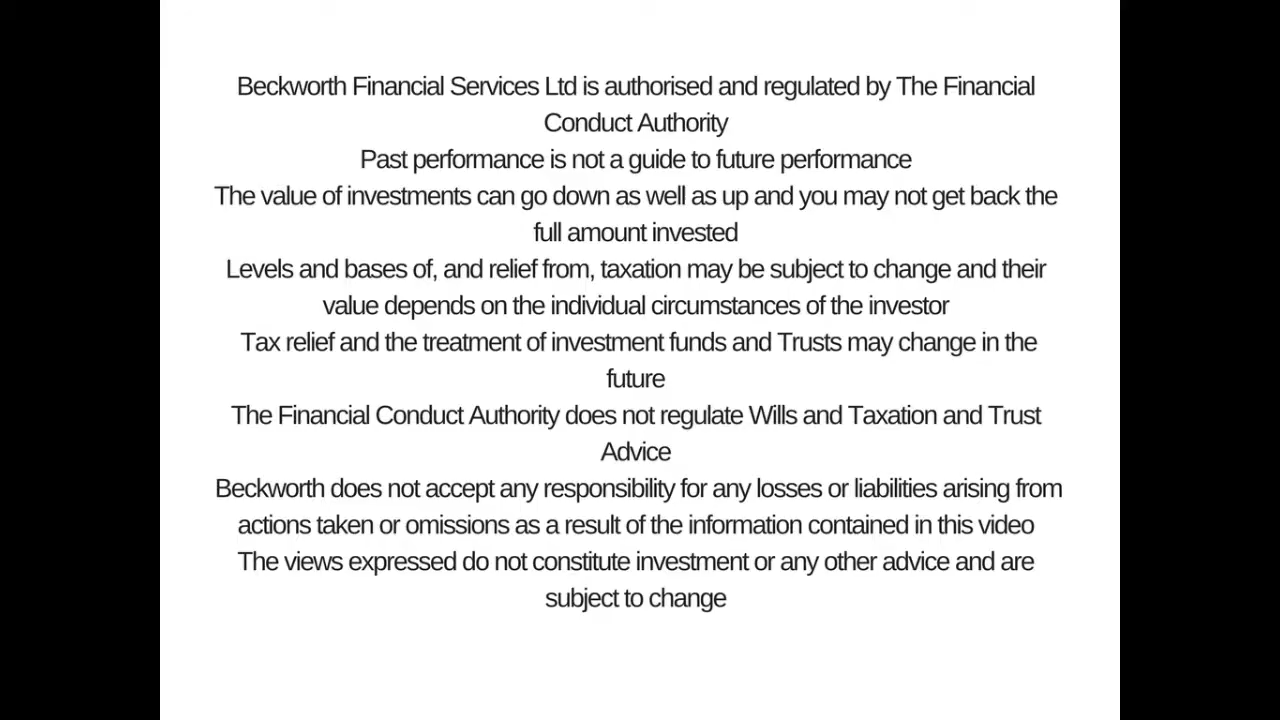 Beckworth Financial Services Ltd is authorised and regulated by The Financial
Conduct Authority
Past performance is not a guide to future performance
The value of investments can go down as well as up and you may not get back the
full amount invested
Levels and bases of, and relief from, taxation may be subject to change and their
value depends on the individual circumstances of the investor
Tax relief and the treatment of investment funds and Trusts may change in the
future
The Financial Conduct Authority does not regulate Wills and Taxation and Trust
Advice
Beckworth does not accept any responsibility for any losses or liabilities arising from
actions taken or omissions as a result of the information contained in this video
The views expressed do not constitute investment or any other advice and are
subject to change